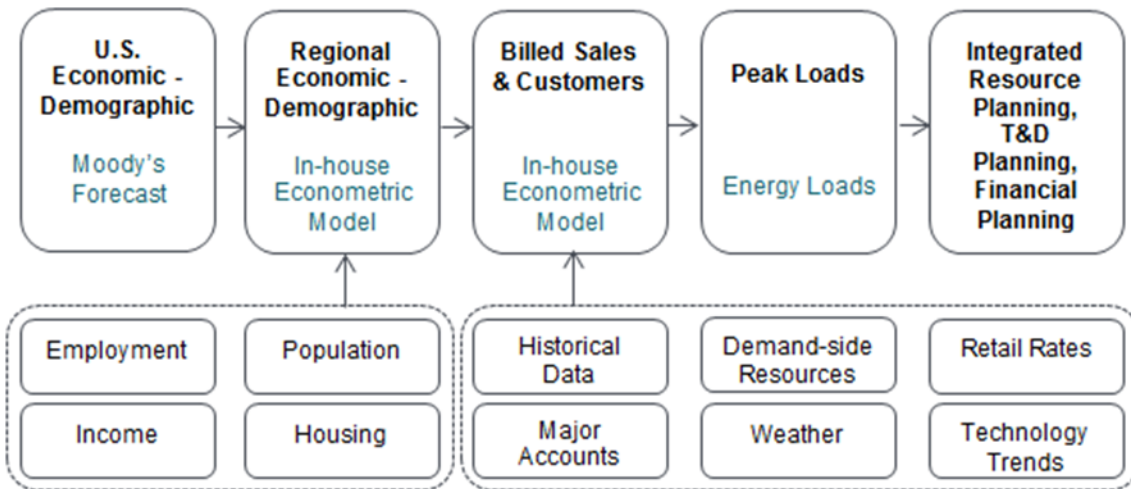 U.S.
Economic -
Demographic
Moody's
Forecast
Regional
Economic -
Demographic
In-house
Econometric
Model
Billed Sales
& Customers
In-house
Econometric
Model
Peak Loads
Energy Loads
Integrated
Resource
Planning,
T&D
Planning,
Financial
Planning
Employment
Population
Income
Housing
Historical
Data
Demand-side
Resources
Retail Rates
Major
Accounts
Weather
Technology
Trends